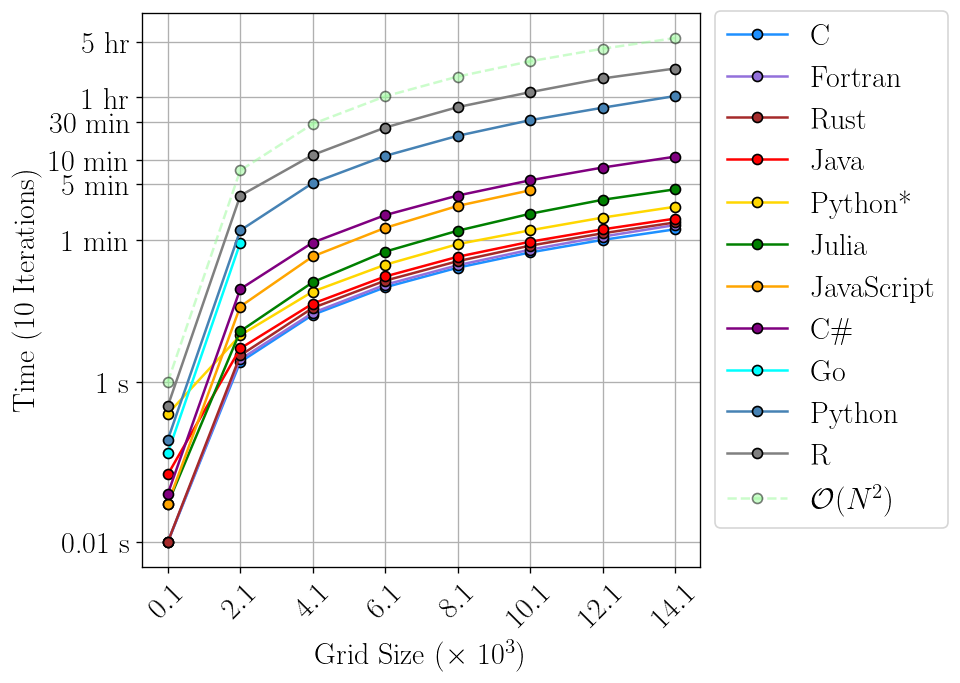 5 hr
1 hr
30 min
10 min
5 min
1 min
1 s
0.01 s
Time (10 Iterations)
0.1
2.1
4.1
6.1
8.1
10.1
12.1
14.1
Grid Size (× 10³)
C
Fortran
Rust
Java
Python*
Julia
JavaScript
C#
Go
Python
R
𝒪(N²)